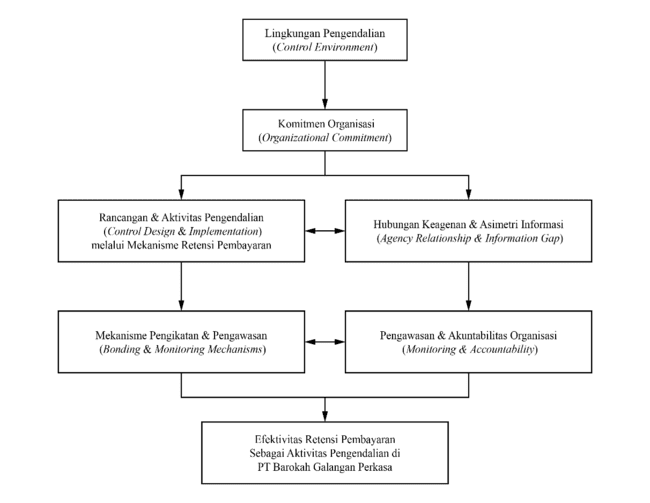 Lingkungan Pengendalian
(Control Environment)
Komitmen Organisasi
(Organizational Commitment)
Rancangan & Aktivitas Pengendalian
(Control Design & Implementation)
melalui Mekanisme Retensi Pembayaran
Hubungan Keagenan & Asimetri Informasi
(Agency Relationship & Information Gap)
Mekanisme Pengikatan & Pengawasan
(Bonding & Monitoring Mechanisms)
Pengawasan & Akuntabilitas Organisasi
(Monitoring & Accountability)
Efektivitas Retensi Pembayaran
Sebagai Aktivitas Pengendalian di
PT Barokah Galangan Perkasa